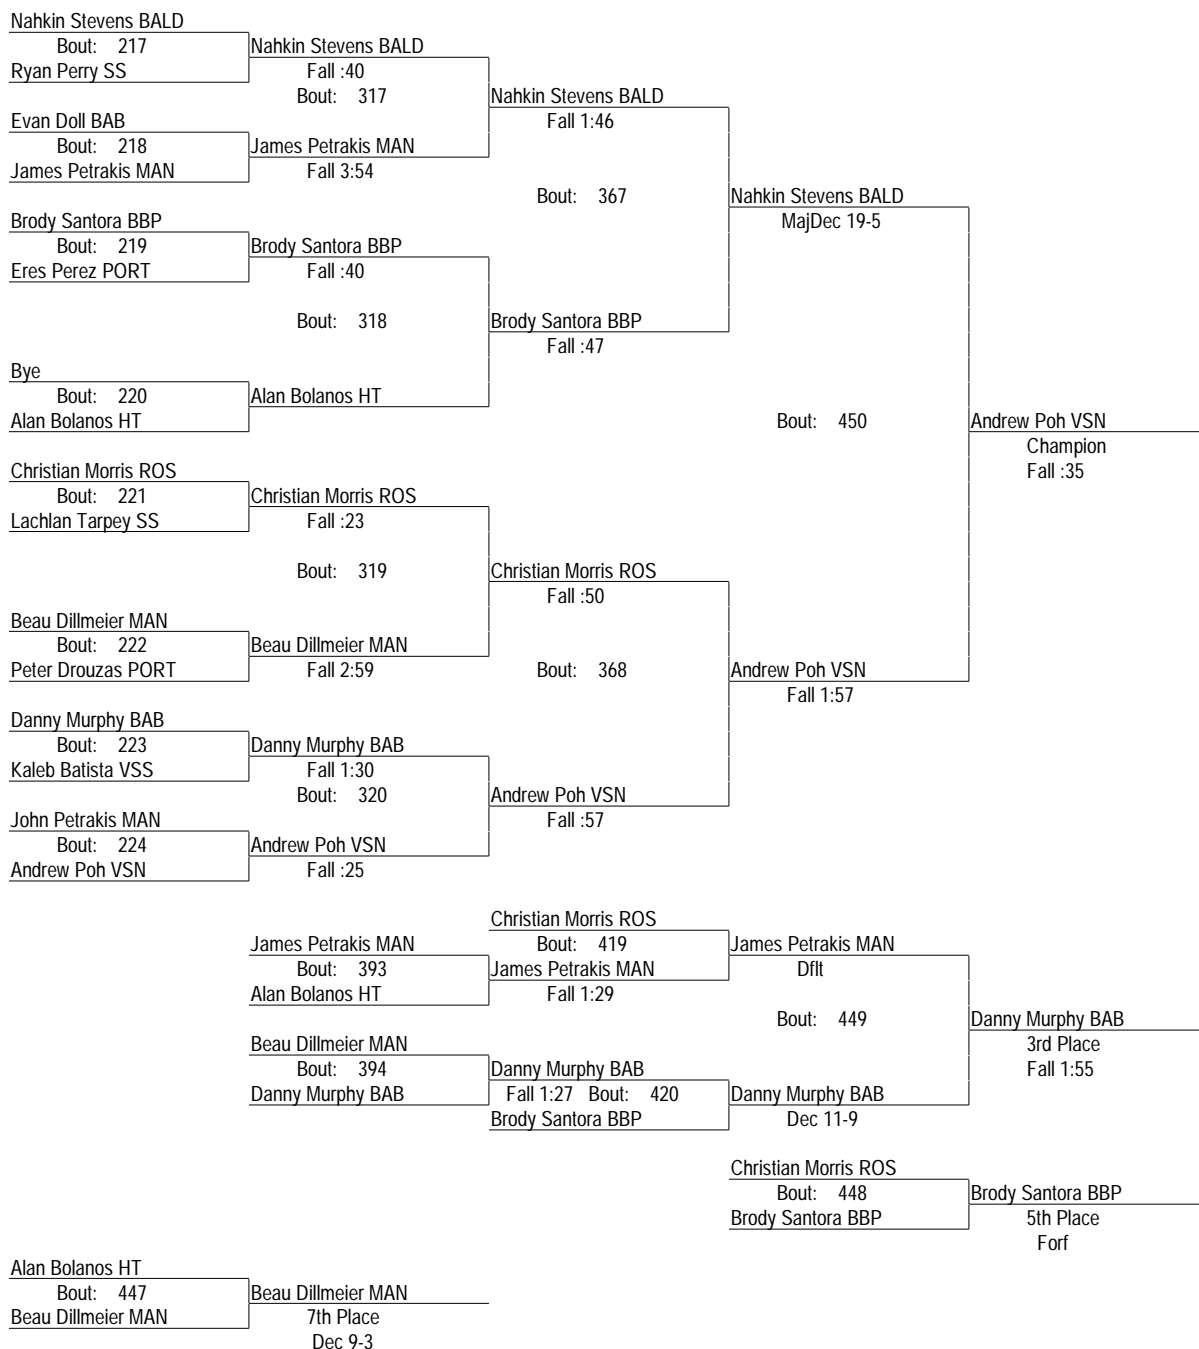 Nahkin Stevens BALD
Bout: 217
Nahkin Stevens BALD
Ryan Perry SS
Fall :40
Bout: 317
Nahkin Stevens BALD
Evan Doll BAB
Fall 1:46
Bout: 218
James Petrakis MAN
James Petrakis MAN
Fall 3:54
Bout: 367
Nahkin Stevens BALD
Brody Santora BBP
MajDec 19-5
Bout: 219
Brody Santora BBP
Eres Perez PORT
Fall :40
Bout: 318
Brody Santora BBP
Fall :47
Bye
Bout: 220
Alan Bolanos HT
Alan Bolanos HT
Bout: 450
Andrew Poh VSN
Champion
Christian Morris ROS
Fall :35
Bout: 221
Christian Morris ROS
Lachlan Tarpey SS
Fall :23
Bout: 319
Christian Morris ROS
Fall :50
Beau Dillmeier MAN
Bout: 222
Beau Dillmeier MAN
Peter Drouzas PORT
Fall 2:59
Bout: 368
Andrew Poh VSN
Fall 1:57
Danny Murphy BAB
Bout: 223
Danny Murphy BAB
Kaleb Batista VSS
Fall 1:30
Bout: 320
Andrew Poh VSN
John Petrakis MAN
Fall :57
Bout: 224
Andrew Poh VSN
Andrew Poh VSN
Fall :25
Christian Morris ROS
James Petrakis MAN
Bout: 419
James Petrakis MAN
Bout: 393
James Petrakis MAN
Dflt
Alan Bolanos HT
Fall 1:29
Bout: 449
Danny Murphy BAB
Beau Dillmeier MAN
3rd Place
Bout: 394
Danny Murphy BAB
Fall 1:55
Danny Murphy BAB
Fall 1:27 Bout: 420
Danny Murphy BAB
Brody Santora BBP
Dec 11-9
Christian Morris ROS
Bout: 448
Brody Santora BBP
Brody Santora BBP
5th Place
Forf
Alan Bolanos HT
Bout: 447
Beau Dillmeier MAN
Beau Dillmeier MAN
7th Place
Dec 9-3